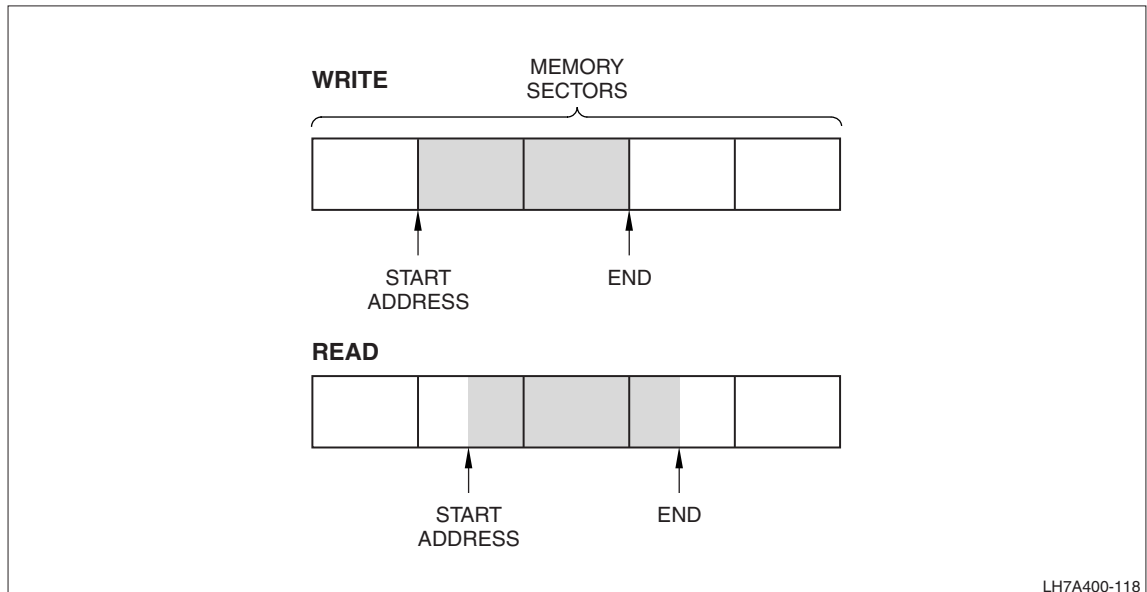 WRITE
MEMORY
SECTORS
START
ADDRESS
END
READ
START
ADDRESS
END
LH7A400-118